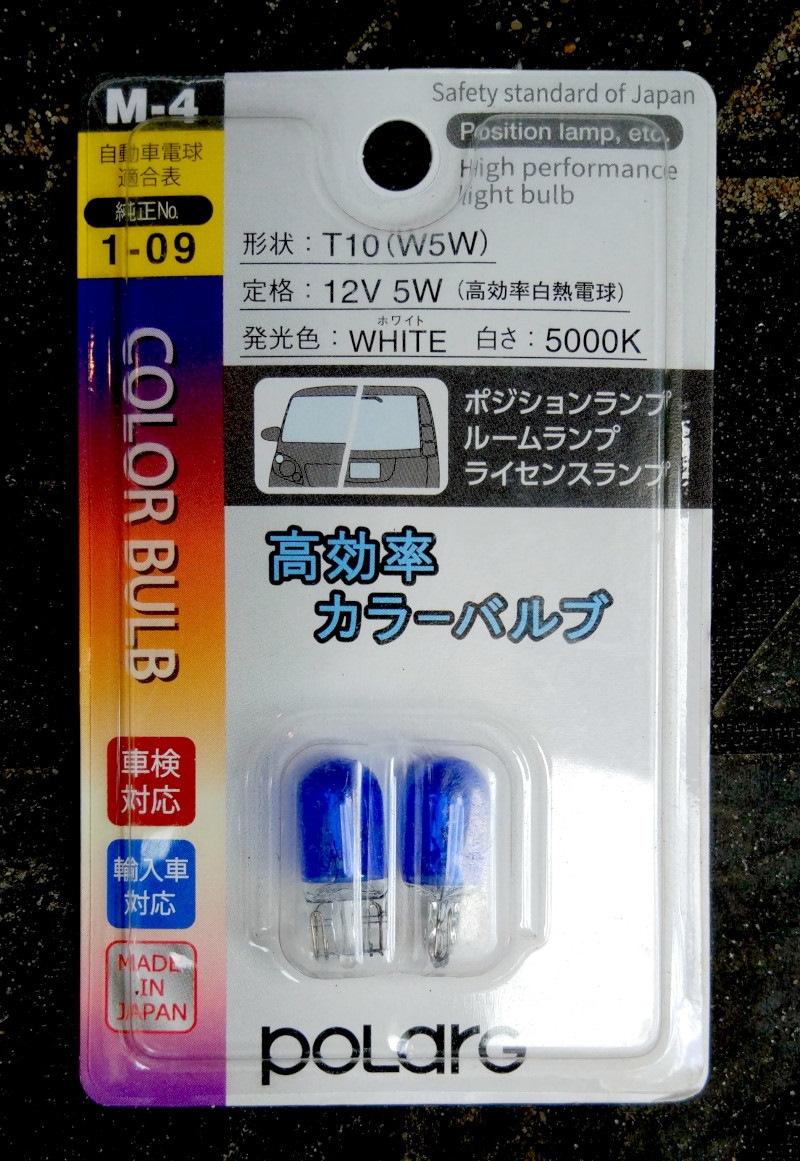 M-4
自動車電球
適合表
純正No.
1-09
COLOR BULB
車検
対応
輸入車
対応
MADE
IN
JAPAN
Safety standard of Japan
Position lamp, etc.
High performance
light bulb
形状：T10(W5W)
定格：12V 5W（高効率白熱電球）
ホワイト
発光色：WHITE 白さ：5000K
ポジションランプ
ルームランプ
ライセンスランプ
高効率
カラーバルブ
polarg